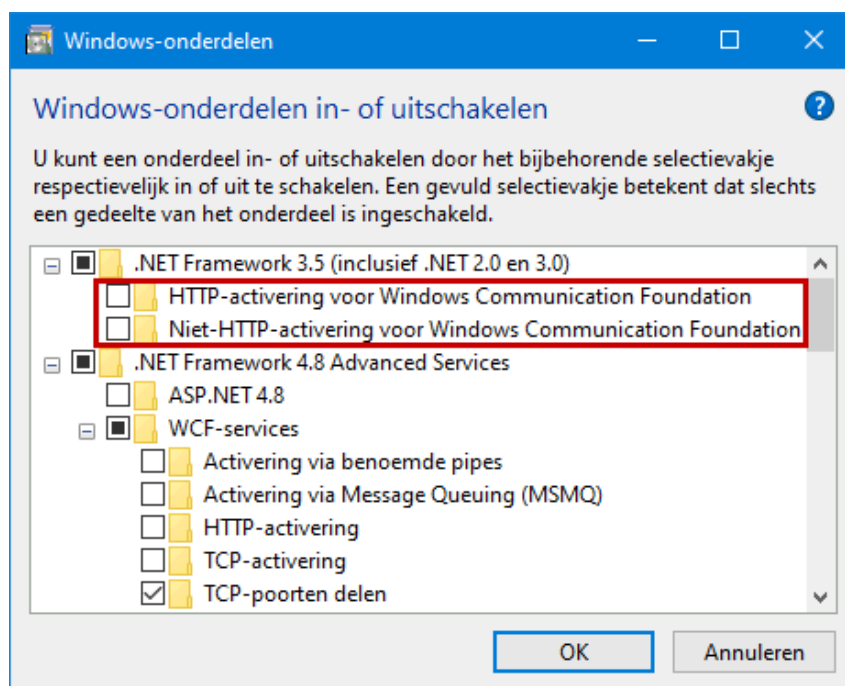 Windows-onderdelen
Windows-onderdelen in- of uitschakelen
U kunt een onderdeel in- of uitschakelen door het bijbehorende selectievakje
respectievelijk in of uit te schakelen. Een gevuld selectievakje betekent dat slechts
een gedeelte van het onderdeel is ingeschakeld.
.NET Framework 3.5 (inclusief .NET 2.0 en 3.0)
HTTP-activering voor Windows Communication Foundation
Niet-HTTP-activering voor Windows Communication Foundation
.NET Framework 4.8 Advanced Services
ASP.NET 4.8
WCF-services
Activering via benoemde pipes
Activering via Message Queuing (MSMQ)
HTTP-activering
TCP-activering
TCP-poorten delen
OK Annuleren